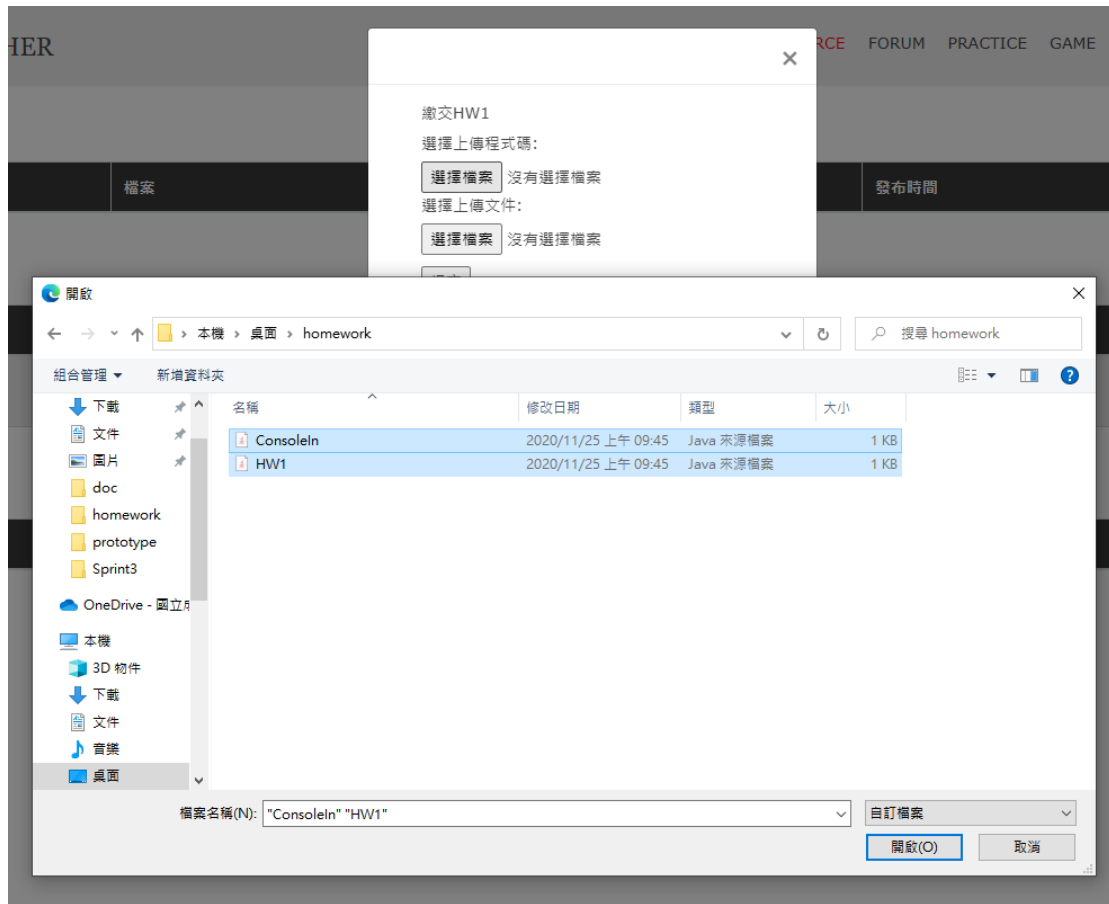 HER
RCE FORUM PRACTICE GAME
×
繳交HW1
選擇上傳程式碼:
選擇檔案 沒有選擇檔案
選擇上傳文件:
選擇檔案 沒有選擇檔案
檔案
發布時間
開啟
本機 › 桌面 › homework
搜尋 homework
組合管理 新增資料夾
名稱 修改日期 類型 大小
ConsoleIn 2020/11/25 上午 09:45 Java 來源檔案 1 KB
HW1 2020/11/25 上午 09:45 Java 來源檔案 1 KB
下載
文件
圖片
doc
homework
prototype
Sprint3
OneDrive - 國立
本機
3D 物件
下載
文件
音樂
桌面
檔案名稱(N): "ConsoleIn" "HW1"
自訂檔案
開啟(O) 取消